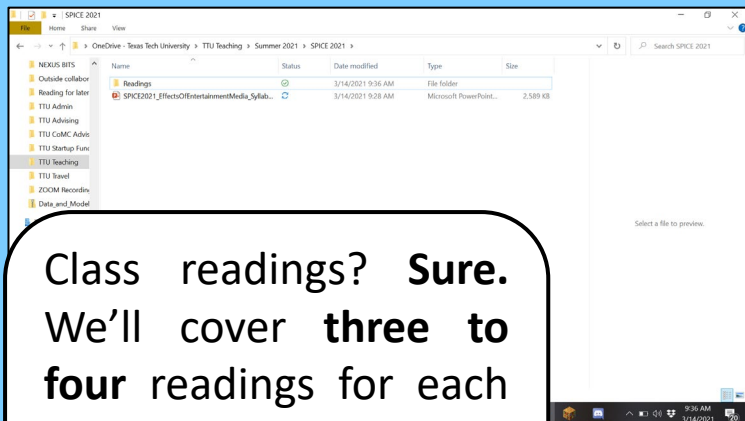 SPICE 2021
File Home Share View
OneDrive - Texas Tech University > TTU Teaching > Summer 2021 > SPICE 2021 >
Search SPICE 2021
NEXUS BITS
Outside collabor
Reading for later
TTU Admin
TTU Advising
TTU CoMC Advis
TTU Startup Func
TTU Teaching
TTU Travel
ZOOM Recordin
Data_and_Model
Name Status Date modified Type Size
Readings 3/14/2021 9:36 AM File folder
SPICE2021_EffectsOfEntertainmentMedia_Syllab... 3/14/2021 9:28 AM Microsoft PowerPoint... 2,589 KB
Select a file to preview.
Class readings? Sure.
We’ll cover three to
four readings for each
9:36 AM
3/14/2021
20